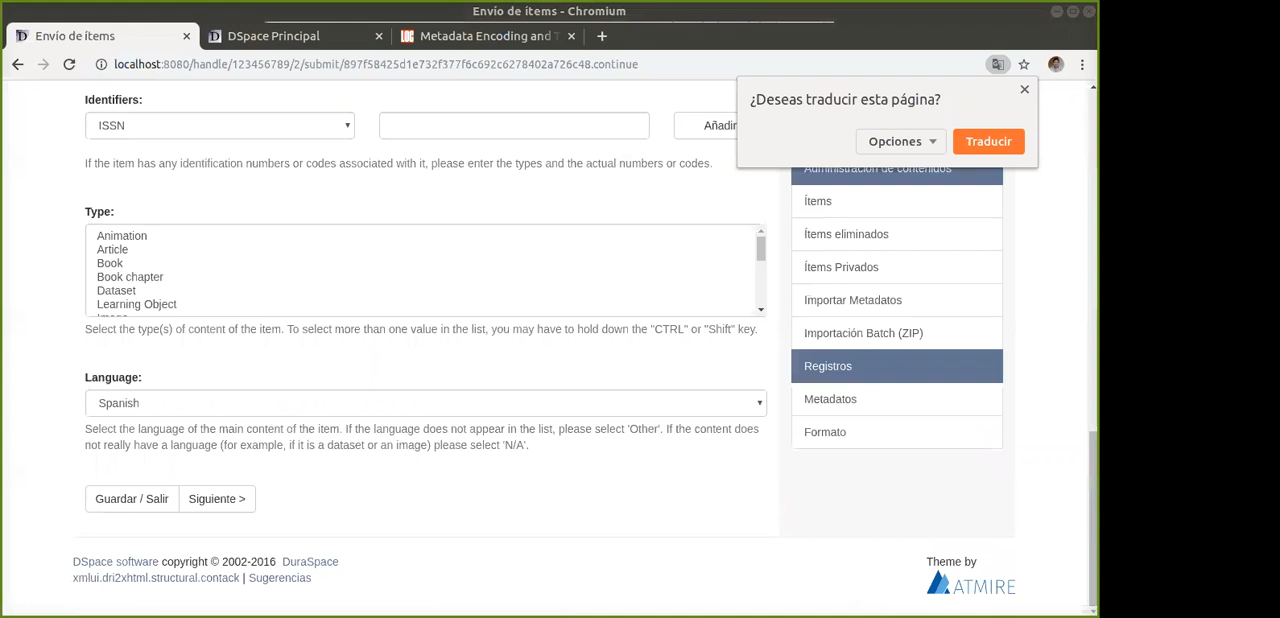 Envío de ítems - Chromium
Envío de ítems
DSpace Principal
Metadata Encoding and T
localhost:8080/handle/123456789/2/submit/897f58425d1e732f377f6c692c6278402a726c48.continue
¿Deseas traducir esta página?
Opciones
Traducir
Identifiers:
ISSN
Añadir
If the item has any identification numbers or codes associated with it, please enter the types and the actual numbers or codes.
Type:
Animation
Article
Book
Book chapter
Dataset
Learning Object
Image
Select the type(s) of content of the item. To select more than one value in the list, you may have to hold down the "CTRL" or "Shift" key.
Language:
Spanish
Select the language of the main content of the item. If the language does not appear in the list, please select 'Other'. If the content does
not really have a language (for example, if it is a dataset or an image) please select 'N/A'.
Guardar / Salir
Siguiente >
Administración de contenidos
Ítems
Ítems eliminados
Ítems Privados
Importar Metadatos
Importación Batch (ZIP)
Registros
Metadatos
Formato
DSpace software copyright © 2002-2016 DuraSpace
xmlui.dri2xhtml.structural.contack | Sugerencias
Theme by
ATMIRE